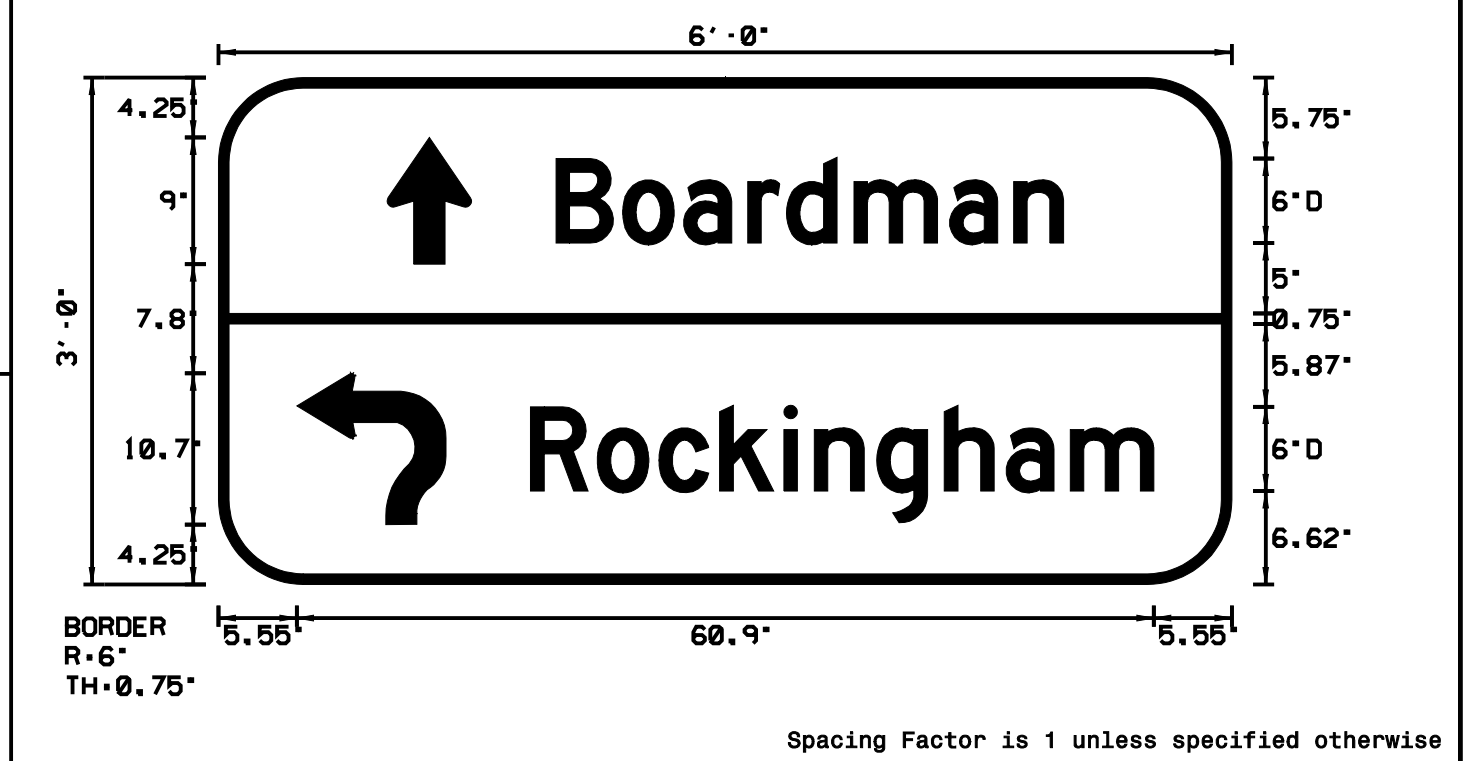 6'-0"
4.25"
5.75"
9"
Boardman
6"D
5"
3'-0"
7.8"
0.75"
5.87"
10.7"
Rockingham
6"D
4.25"
6.62"
5.55"
60.9"
5.55"
BORDER
R=6"
TH=0.75"
Spacing Factor is 1 unless specified otherwise